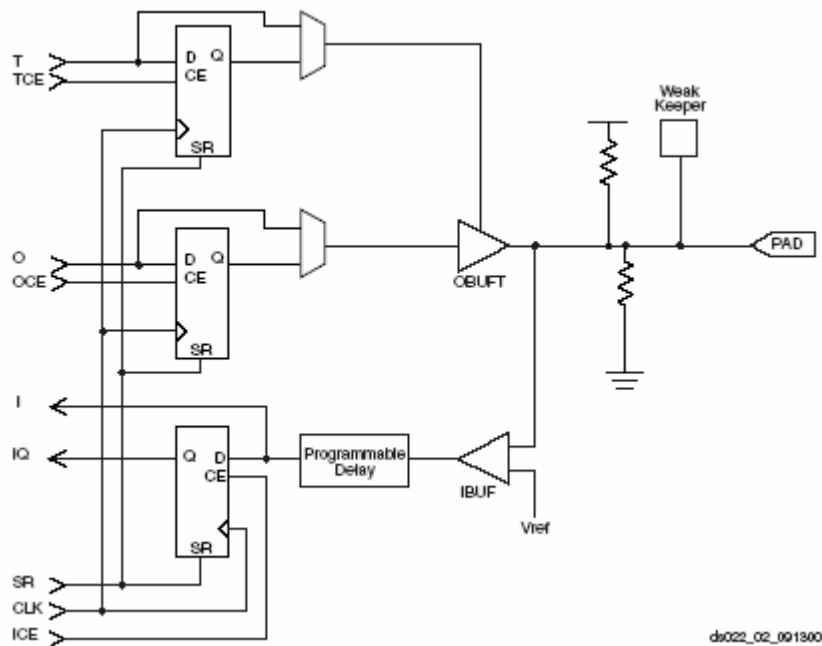 T
TCE
D Q
CE
SR
Weak
Keeper
O
OCE
D Q
CE
SR
OBUFT
PAD
I
IQ
Q D
CE
SR
Programmable
Delay
IBUF
Vref
SR
CLK
ICE
ds022_02_091300